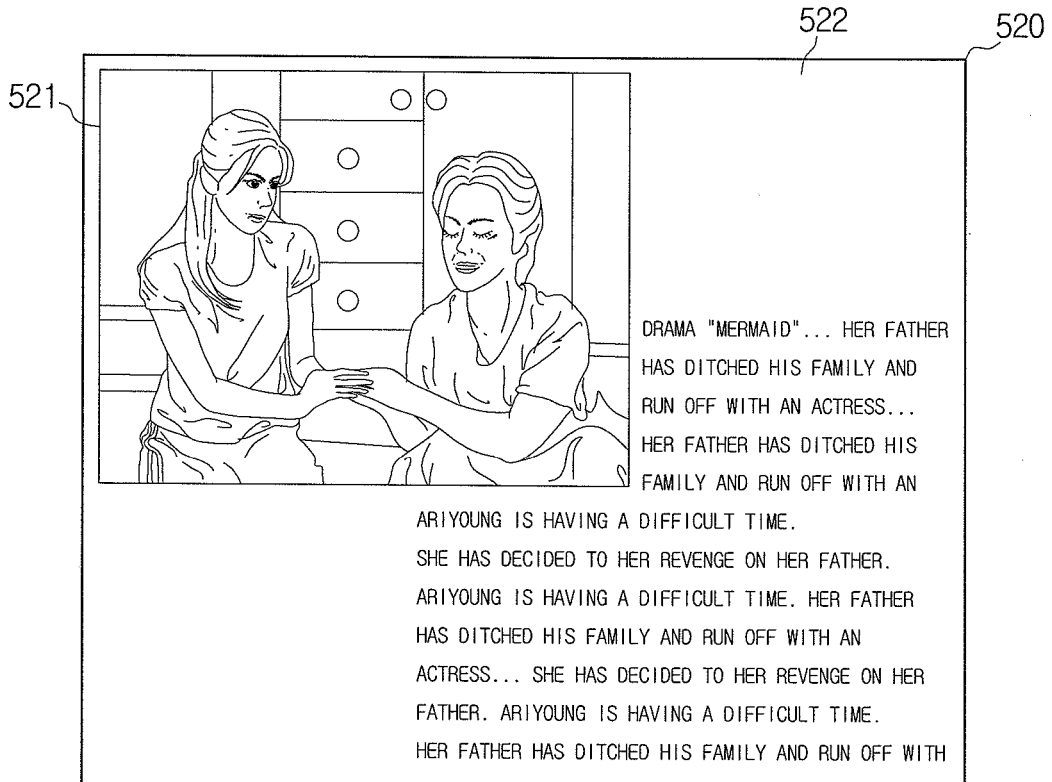 522
520
521
DRAMA "MERMAID"... HER FATHER
HAS DITCHED HIS FAMILY AND
RUN OFF WITH AN ACTRESS...
HER FATHER HAS DITCHED HIS
FAMILY AND RUN OFF WITH AN
ARIYOUNG IS HAVING A DIFFICULT TIME.
SHE HAS DECIDED TO HER REVENGE ON HER FATHER.
ARIYOUNG IS HAVING A DIFFICULT TIME. HER FATHER
HAS DITCHED HIS FAMILY AND RUN OFF WITH AN
ACTRESS... SHE HAS DECIDED TO HER REVENGE ON HER
FATHER. ARIYOUNG IS HAVING A DIFFICULT TIME.
HER FATHER HAS DITCHED HIS FAMILY AND RUN OFF WITH